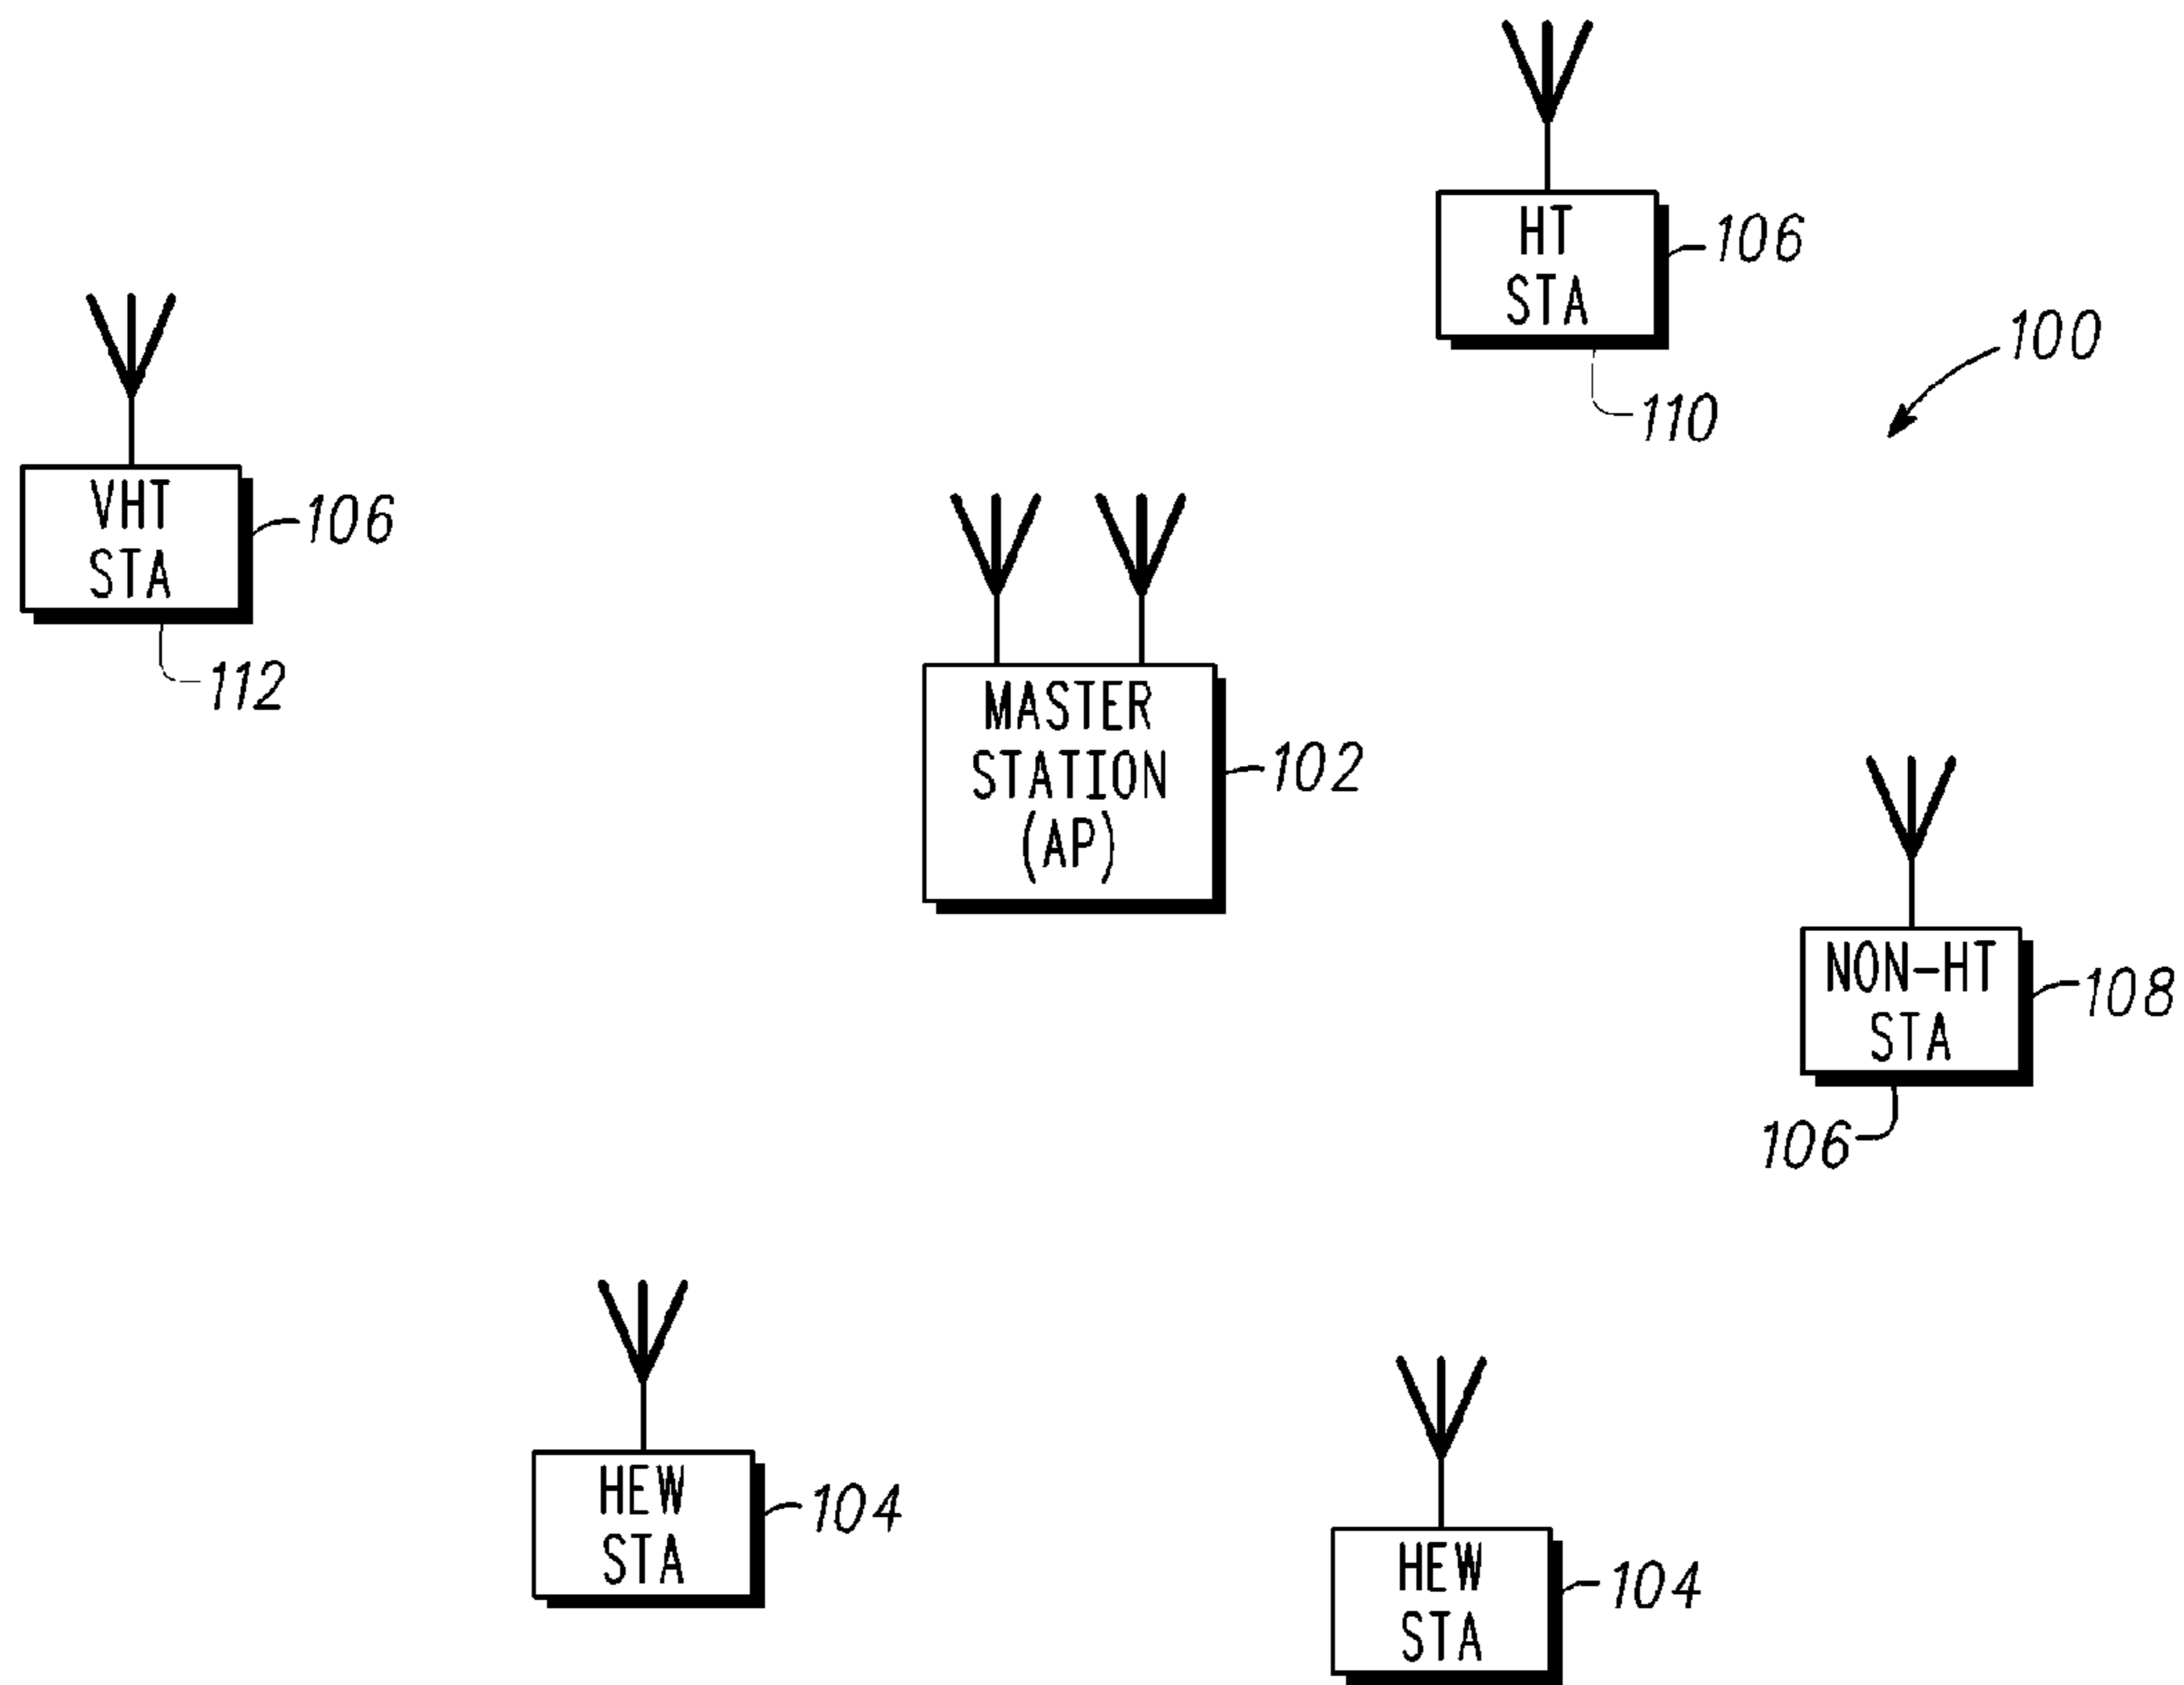 HT
STA
106
110
100
VHT
STA
106
112
MASTER
STATION
(AP)
102
NON-HT
STA
108
106
HEW
STA
104
HEW
STA
104